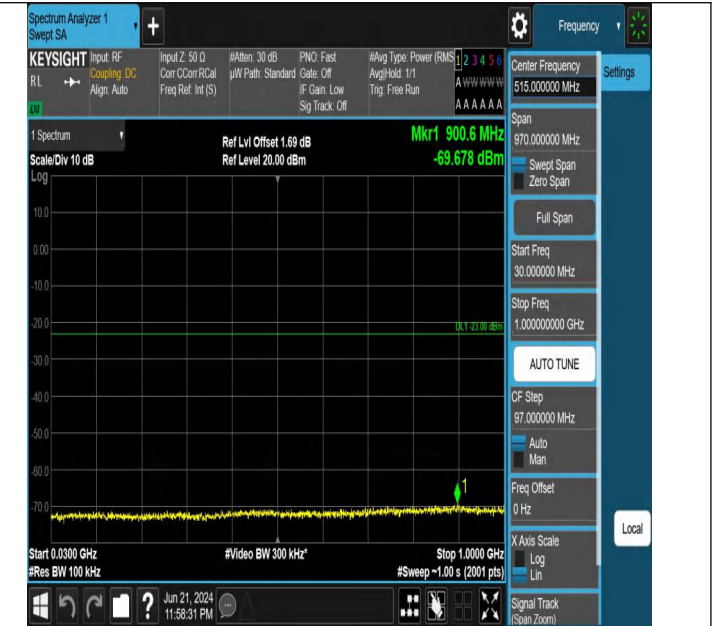 Spectrum Analyzer 1
Swept SA
+
Frequency
KEYSIGHT
RL
LXI
Input: RF
Coupling: DC
Align: Auto
Input Z: 50 Ω
Corr CCorr RCal
Freq Ref: Int (S)
#Atten: 30 dB
µW Path: Standard
PNO: Fast
Gate: Off
IF Gain: Low
Sig Track: Off
#Avg Type: Power (RMS
Avg|Hold: 1/1
Trig: Free Run
1 2 3 4 5 6
A W W W W W
A A A A A A
Center Frequency
515.000000 MHz
Settings
Span
970.000000 MHz
Swept Span
Zero Span
Full Span
Start Freq
30.000000 MHz
Stop Freq
1.000000000 GHz
AUTO TUNE
CF Step
97.000000 MHz
Auto
Man
Freq Offset
0 Hz
X Axis Scale
Log
Lin
Signal Track
(Span Zoom)
Local
1 Spectrum
Scale/Div 10 dB
Log
Ref Lvl Offset 1.69 dB
Ref Level 20.00 dBm
Mkr1 900.6 MHz
-69.678 dBm
10.0
0.00
-10.0
-20.0
DL1 -23.00 dBm
-30.0
-40.0
-50.0
-60.0
1
-70.0
Start 0.0300 GHz
#Video BW 300 kHz*
Stop 1.0000 GHz
#Res BW 100 kHz
#Sweep ~1.00 s (2001 pts)
?
Jun 21, 2024
11:58:31 PM